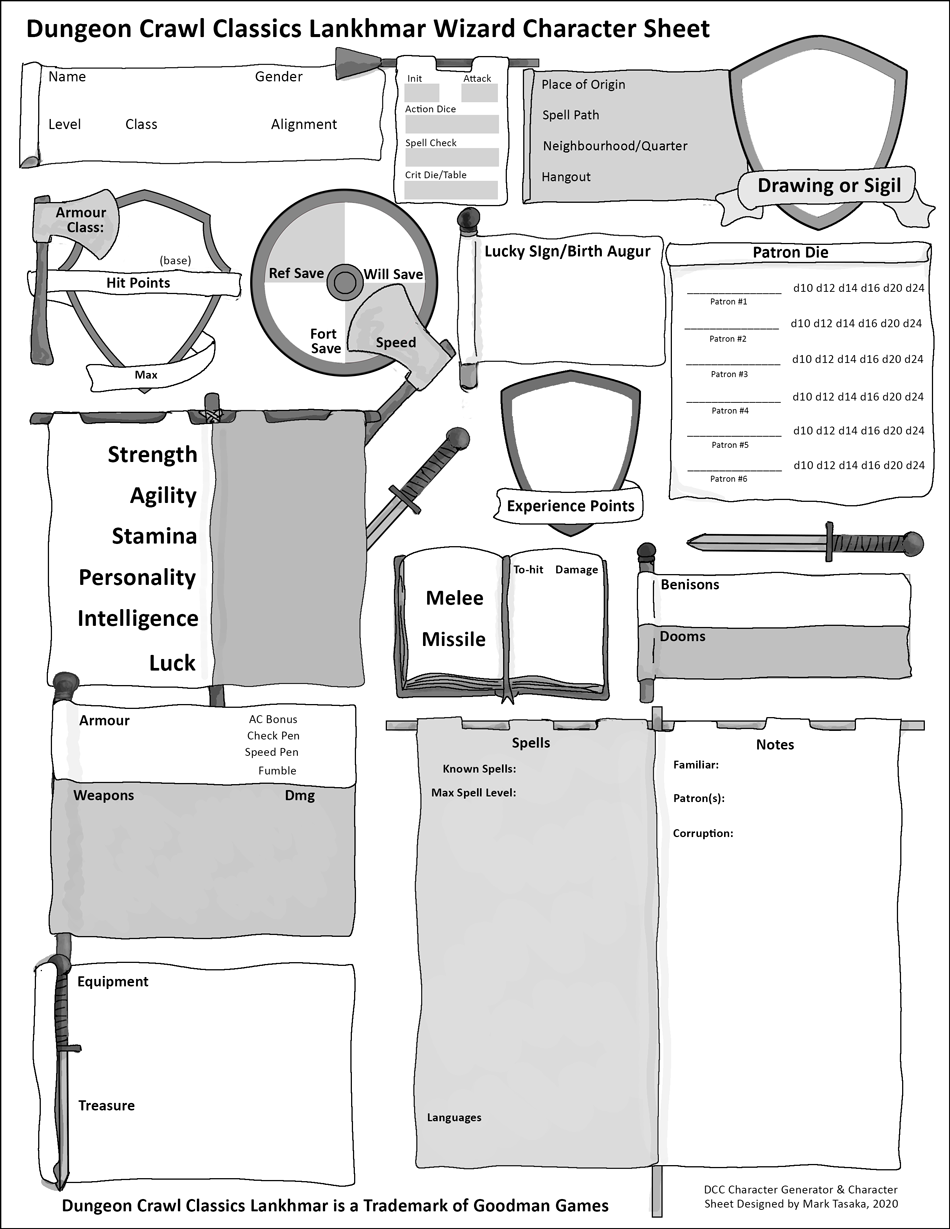 Dungeon Crawl Classics Lankhmar Wizard Character Sheet
Name Gender
Level Class Alignment
Init Attack
Action Dice
Spell Check
Crit Die/Table
Place of Origin
Spell Path
Neighbourhood/Quarter
Hangout
Drawing or Sigil
Armour
Class:
(base)
Hit Points
Max
Ref Save Will Save
Fort
Save
Speed
Lucky SIgn/Birth Augur
Patron Die
____________________ d10 d12 d14 d16 d20 d24
Patron #1
____________________ d10 d12 d14 d16 d20 d24
Patron #2
____________________ d10 d12 d14 d16 d20 d24
Patron #3
____________________ d10 d12 d14 d16 d20 d24
Patron #4
____________________ d10 d12 d14 d16 d20 d24
Patron #5
____________________ d10 d12 d14 d16 d20 d24
Patron #6
Strength
Agility
Stamina
Personality
Intelligence
Luck
Experience Points
To-hit Damage
Melee
Missile
Benisons
Dooms
Armour
AC Bonus
Check Pen
Speed Pen
Fumble
Weapons Dmg
Equipment
Treasure
Spells
Known Spells:
Max Spell Level:
Languages
Notes
Familiar:
Patron(s):
Corruption:
Dungeon Crawl Classics Lankhmar is a Trademark of Goodman Games
DCC Character Generator & Character
Sheet Designed by Mark Tasaka, 2020